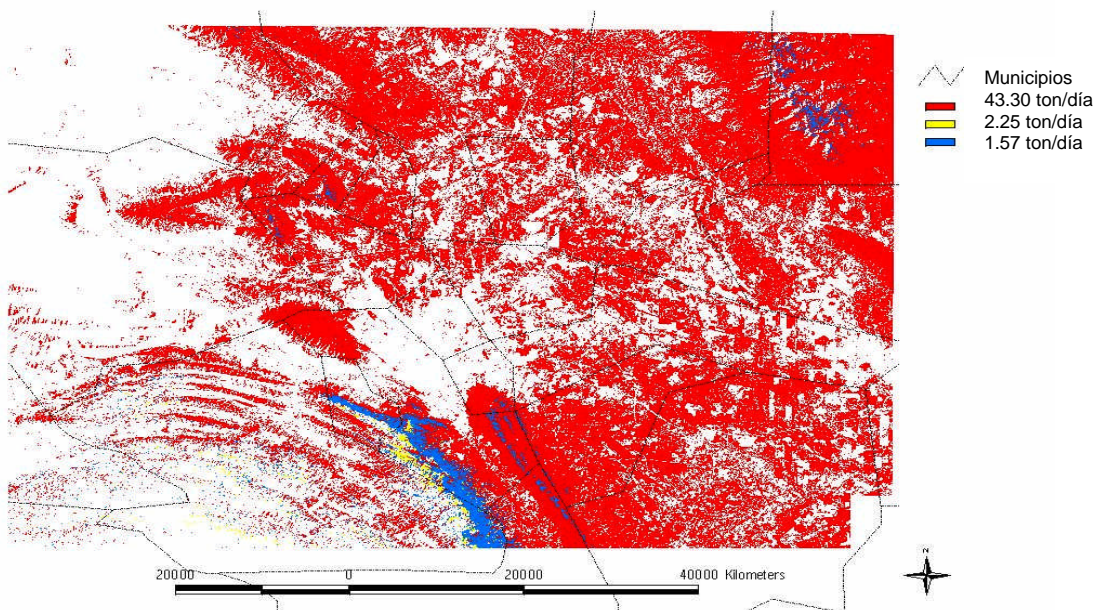 Municipios
43.30 ton/día
2.25 ton/día
1.57 ton/día
20000 0 20000 40000 Kilometers